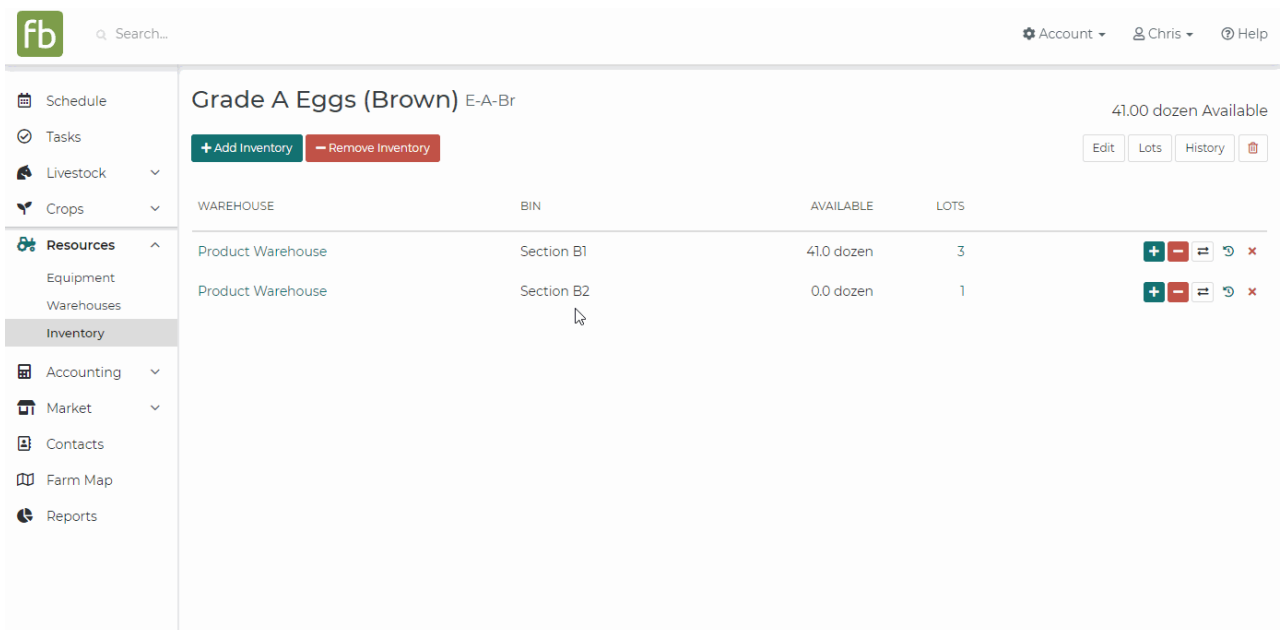 fb
Search...
Account
Chris
Help
Schedule
Tasks
Livestock
Crops
Resources
Equipment
Warehouses
Inventory
Accounting
Market
Contacts
Farm Map
Reports
Grade A Eggs (Brown) E-A-Br
41.00 dozen Available
Add Inventory Remove Inventory
Edit Lots History
WAREHOUSE BIN AVAILABLE LOTS
Product Warehouse Section B1 41.0 dozen 3
Product Warehouse Section B2 0.0 dozen 1